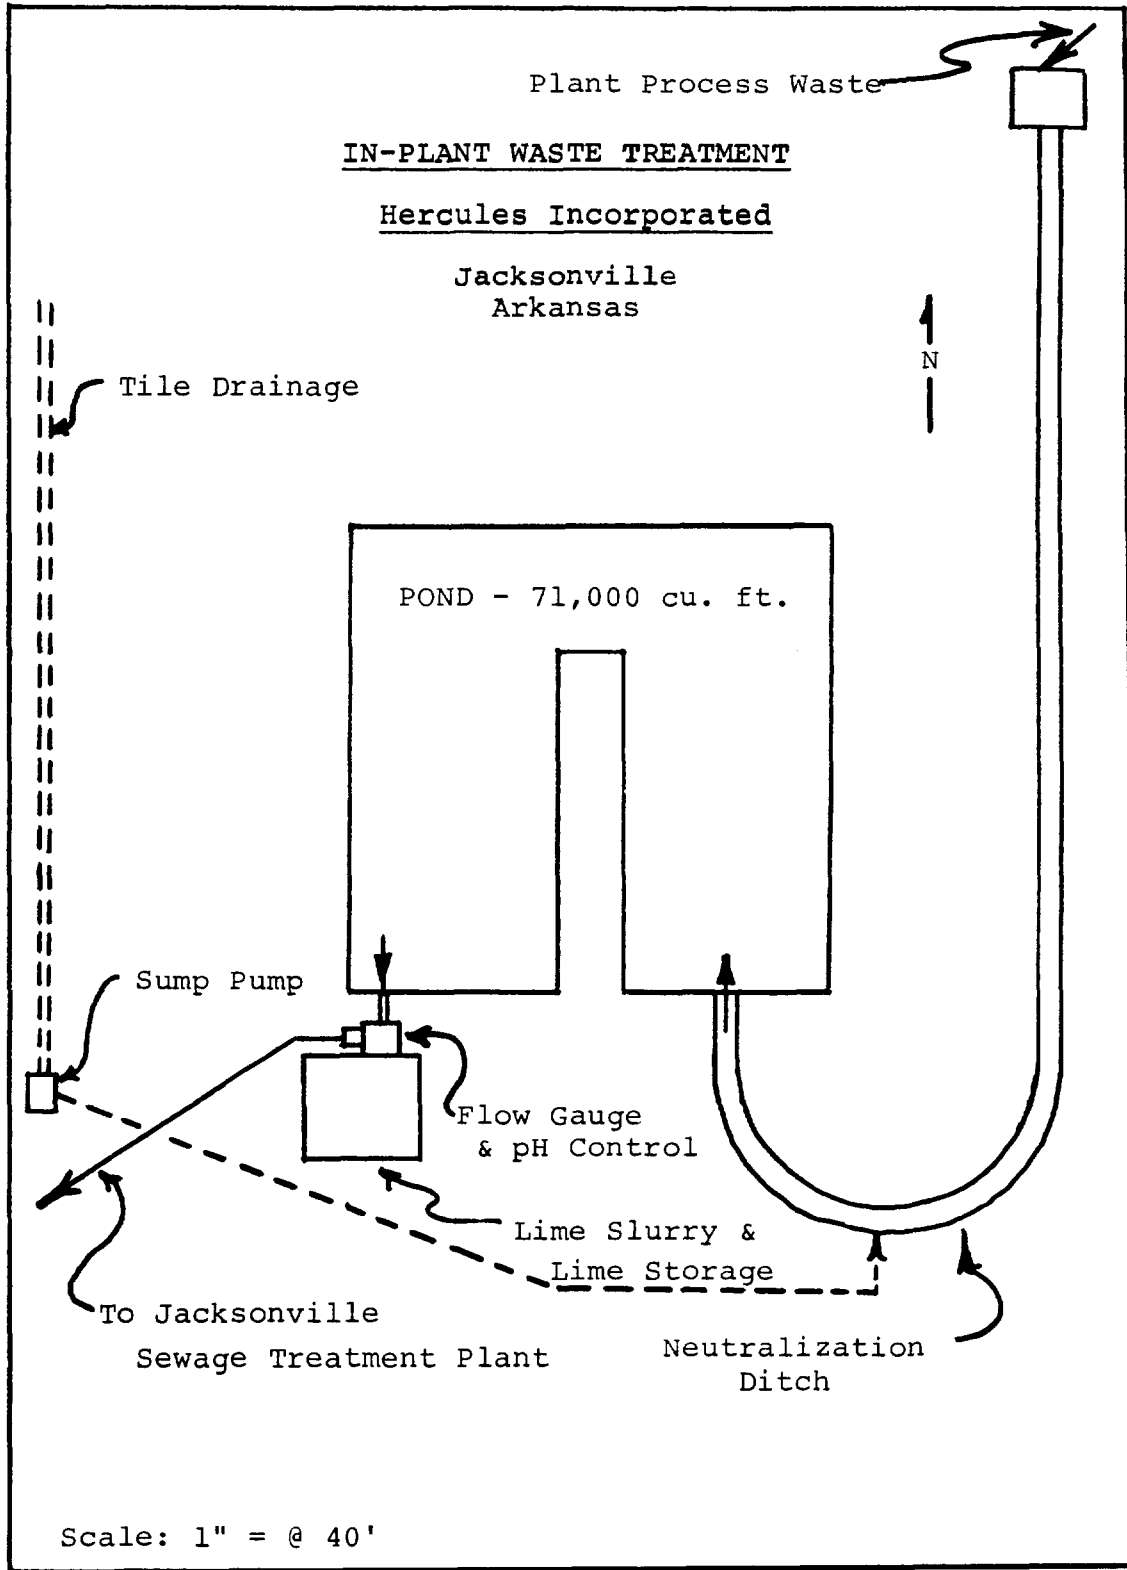 Plant Process Waste
IN-PLANT WASTE TREATMENT
Hercules Incorporated
Jacksonville
Arkansas
N
Tile Drainage
POND - 71,000 cu. ft.
Sump Pump
Flow Gauge
& pH Control
Lime Slurry &
Lime Storage
To Jacksonville
Sewage Treatment Plant
Neutralization
Ditch
Scale: 1" = @ 40'